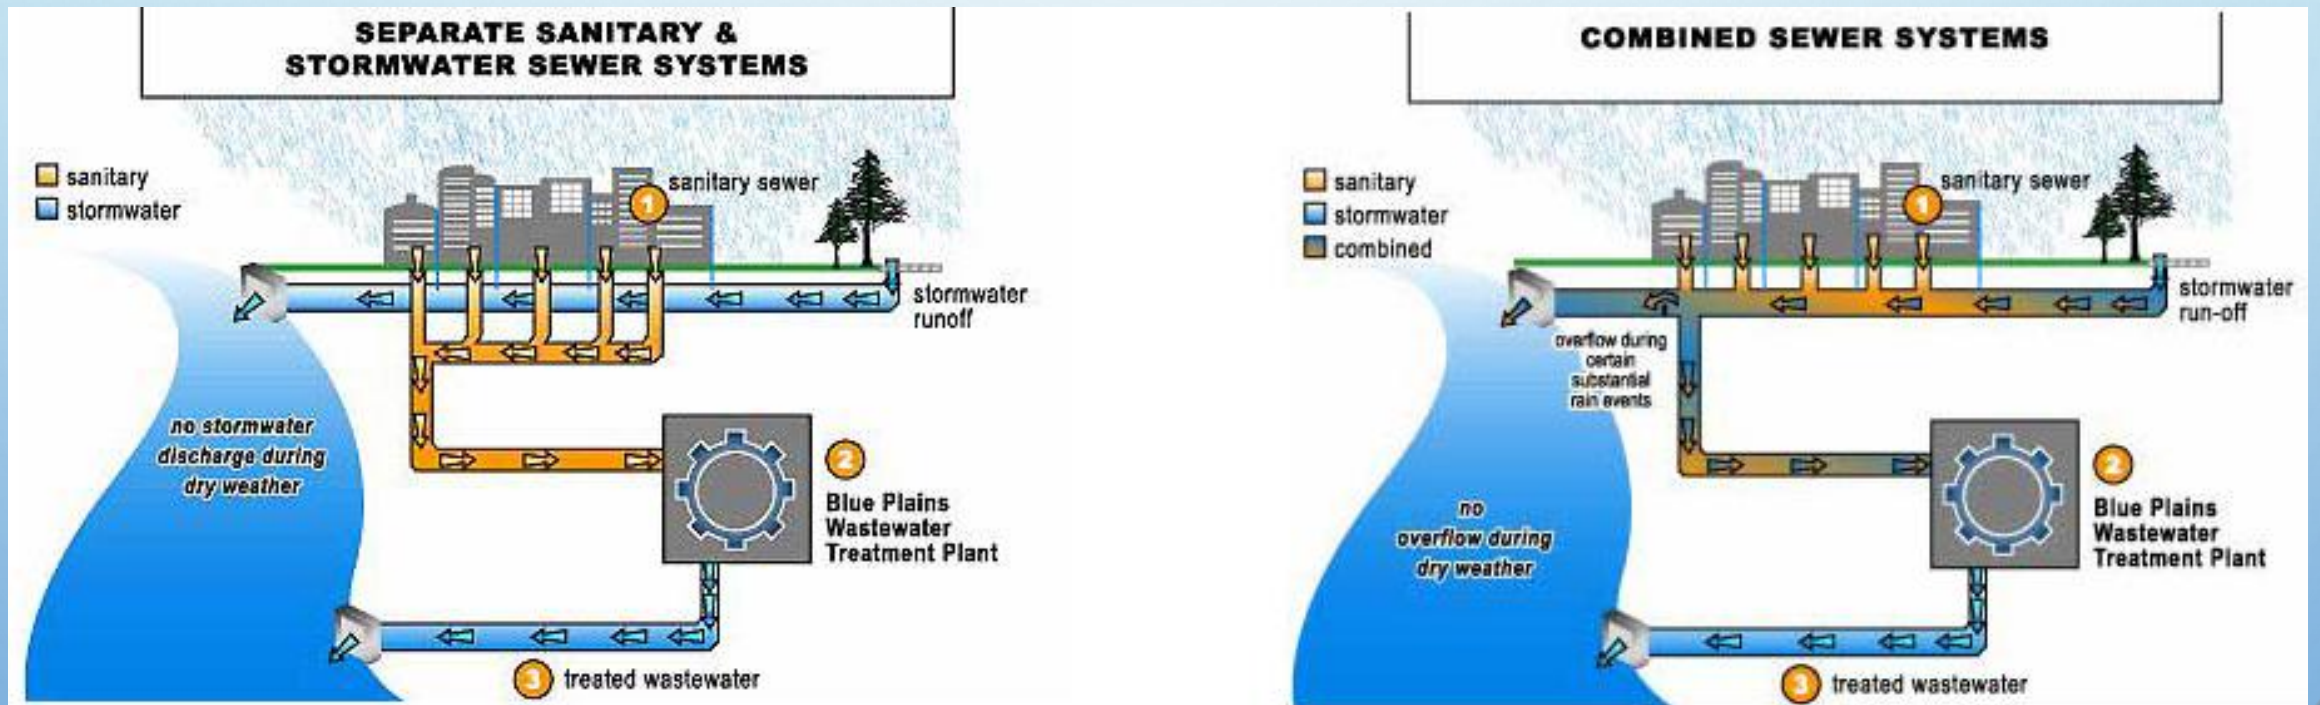 SEPARATE SANITARY &
STORMWATER SEWER SYSTEMS
sanitary
stormwater
1
sanitary sewer
stormwater
runoff
no stormwater
discharge during
dry weather
2
Blue Plains
Wastewater
Treatment Plant
3
treated wastewater
COMBINED SEWER SYSTEMS
sanitary
stormwater
combined
1
sanitary sewer
stormwater
run-off
overflow during
certain
substantial
rain events
no
overflow during
dry weather
2
Blue Plains
Wastewater
Treatment Plant
3
treated wastewater